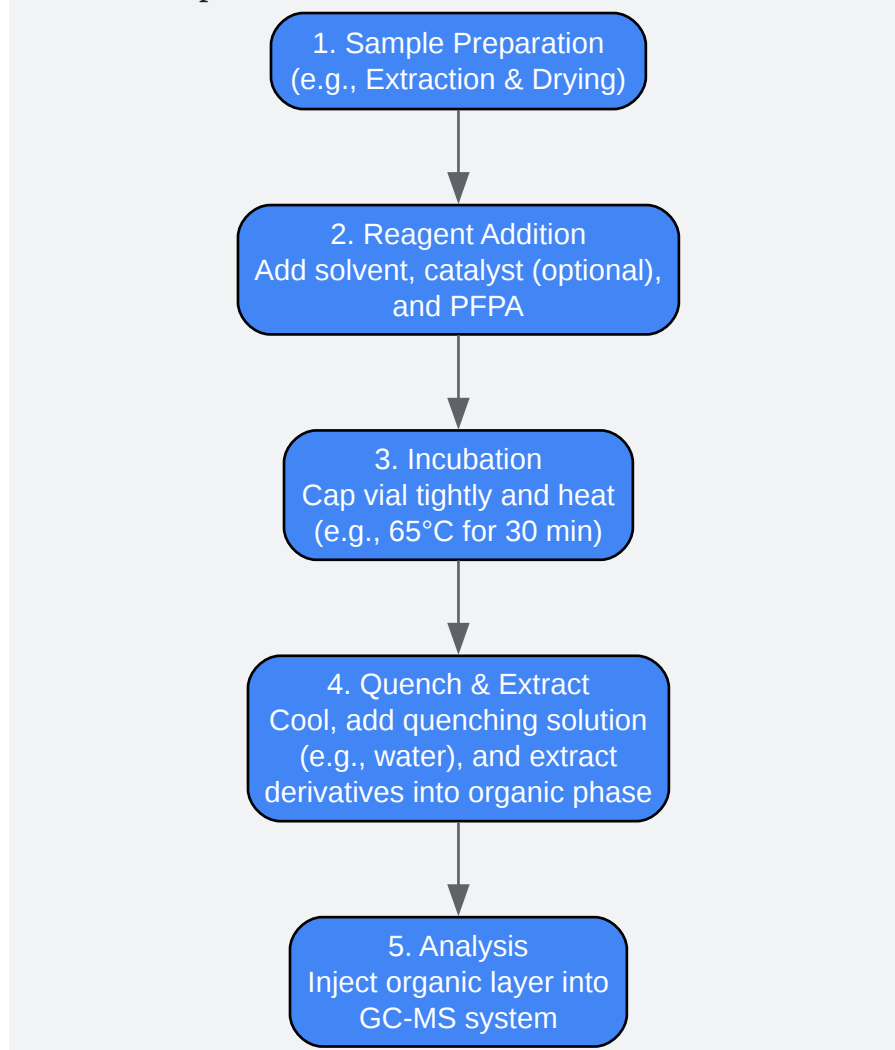 1. Sample Preparation
(e.g., Extraction & Drying)
2. Reagent Addition
Add solvent, catalyst (optional),
and PFPA
3. Incubation
Cap vial tightly and heat
(e.g., 65°C for 30 min)
4. Quench & Extract
Cool, add quenching solution
(e.g., water), and extract
derivatives into organic phase
5. Analysis
Inject organic layer into
GC-MS system